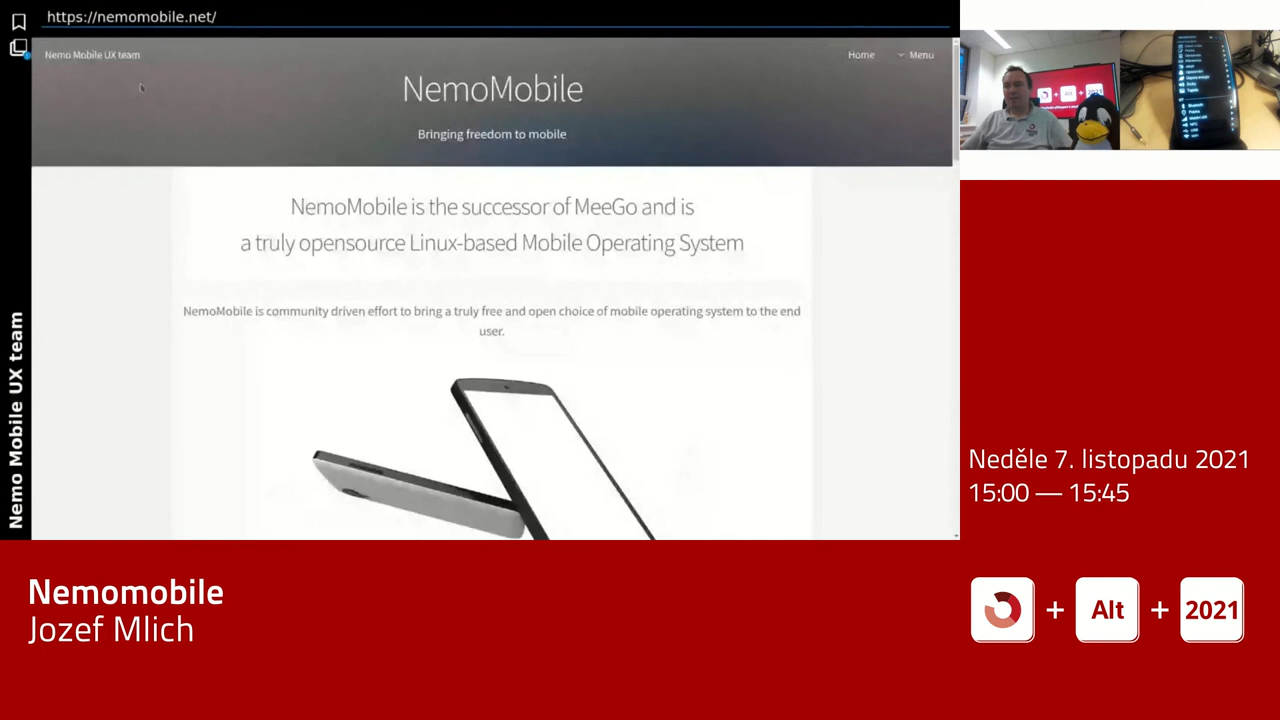 https://nemomobile.net/
Nemo Mobile UX team
Home
Menu
NemoMobile
Bringing freedom to mobile
NemoMobile is the successor of MeeGo and is
a truly opensource Linux-based Mobile Operating System
NemoMobile is community driven effort to bring a truly free and open choice of mobile operating system to the end
user.
Nemo Mobile UX team
Neděle 7. listopadu 2021
15:00 — 15:45
Nemomobile
Jozef Mlich
+ Alt + 2021